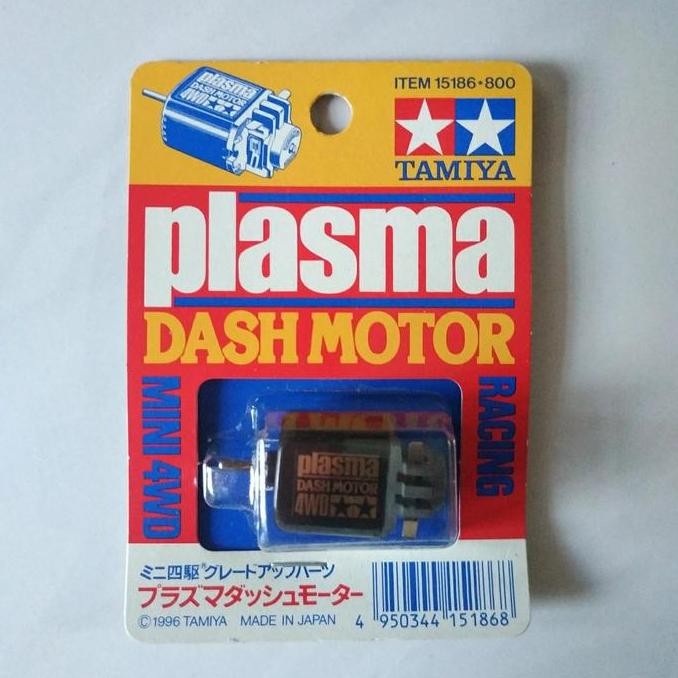 plasma
DASH MOTOR
4WD
ITEM 15186・800
TAMIYA
plasma
DASH MOTOR
MINI 4WD
RACING
plasma
DASH MOTOR
4WD
ミニ四駆 グレードアップパーツ
プラズマダッシュモーター
©1996 TAMIYA MADE IN JAPAN
4 950344 151868